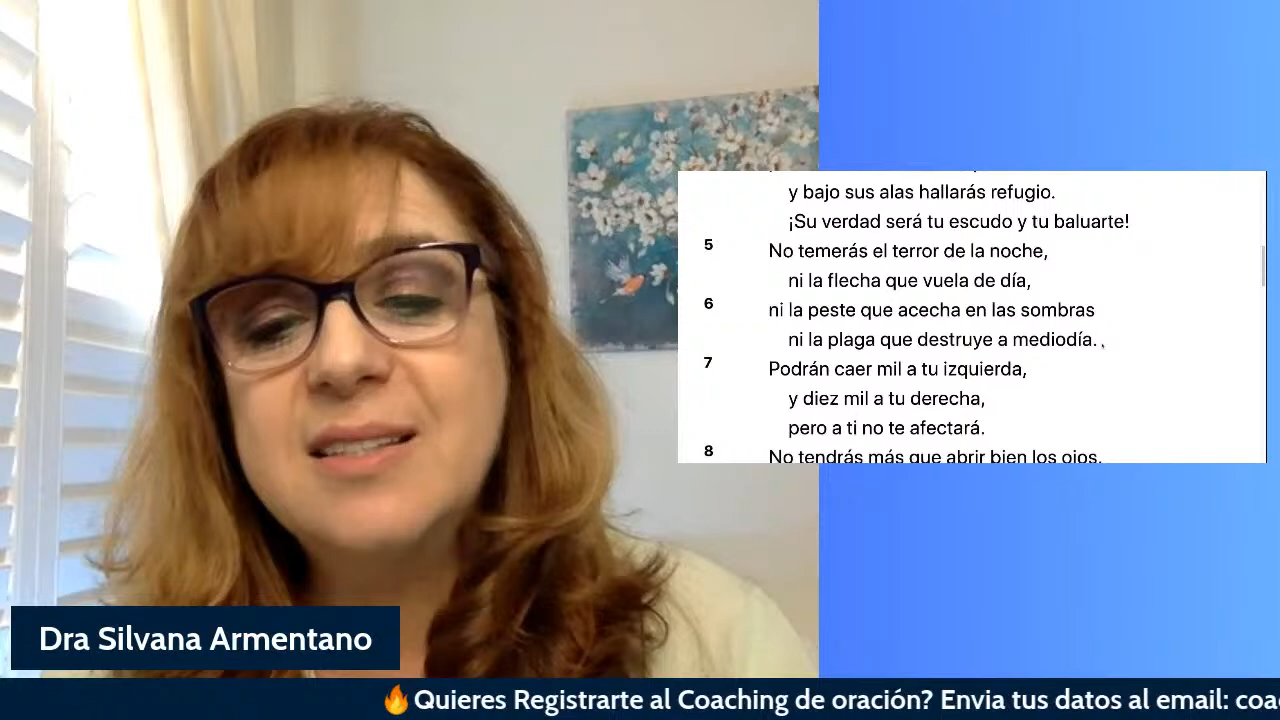 y bajo sus alas hallarás refugio.
¡Su verdad será tu escudo y tu baluarte!
5 No temerás el terror de la noche,
ni la flecha que vuela de día,
6 ni la peste que acecha en las sombras
ni la plaga que destruye a mediodía.
7 Podrán caer mil a tu izquierda,
y diez mil a tu derecha,
pero a ti no te afectará.
8 No tendrás más que abrir bien los ojos,
Dra Silvana Armentano
🔥Quieres Registrarte al Coaching de oración? Envia tus datos al email: coa